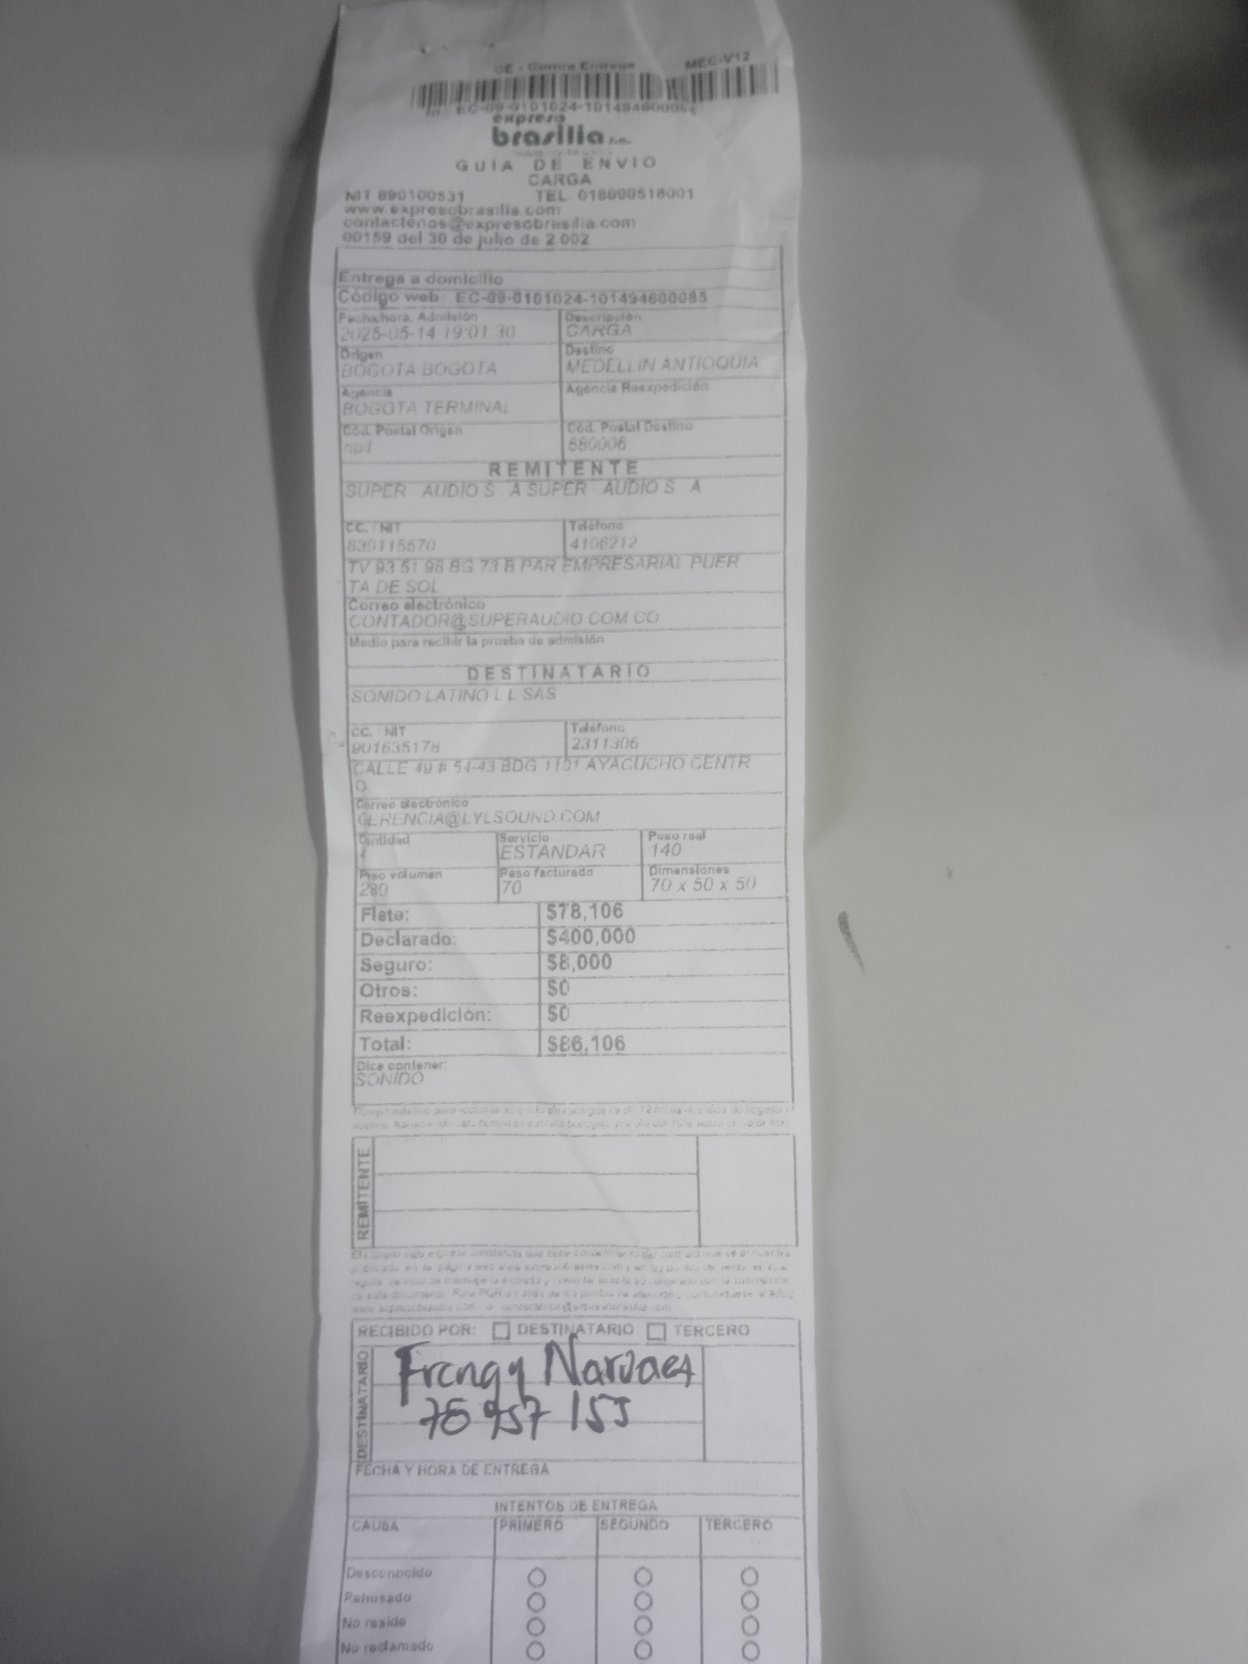 CE - Contra Entrega MEC-V12
expreso
brasilia s.a.
GUIA DE ENVIO
CARGA
NIT 890100531 TEL. 018000518001
www.expresobrasilia.com
contactenos@expresobrasilia.com
00159 del 30 de julio de 2.002
Entrega a domicilio
Código web: EC-09-0101024-101494600085
Fecha/hora. Admisión Descripción
2025-05-14 19:01:30 CARGA
Origen Destino
BOGOTA BOGOTA MEDELLIN ANTIOQUIA
Agencia Agencia Reexpedición
BOGOTA TERMINAL
Cód. Postal Origen Cód. Postal Destino
null
REMITENTE
SUPER - AUDIO S . A SUPER - AUDIO S . A
CC. / NIT Teléfono
4106212
TV 93 51 98 BG 73 B PAR EMPRESARIAL PUER
TA DE SOL
Correo electrónico
CONTADOR@SUPERAUDIO.COM.CO
Medio para recibir la prueba de admisión
DESTINATARIO
SONIDO LATINO L L SAS
CC. / NIT Teléfono
901635178 2311306
CALLE 49 # 51-43 BDG 1101 AYACUCHO CENTR
O
Correo electrónico
GERENCIA@LYLSOUND.COM
Cantidad Servicio Peso real
ESTANDAR 140
Peso volumen Peso facturado Dimensiones
280 70 70 x 50 x 50
Flete: $78,106
Declarado: $400,000
Seguro: $8,000
Otros: $0
Reexpedición: $0
Total: $86,106
Dice contener:
SONIDO
REMITENTE
RECIBIDO POR: DESTINATARIO TERCERO
DESTINATARIO
Frengy Narvaez
78 957 155
FECHA Y HORA DE ENTREGA
INTENTOS DE ENTREGA
CAUSA PRIMERO SEGUNDO TERCERO
Desconocido
Rehusado
No reside
No reclamado